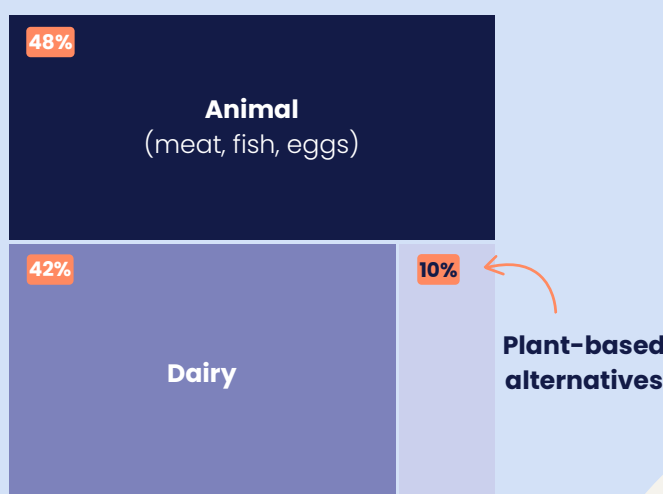 48%
Animal
(meat, fish, eggs)
42%
10%
Plant-based
alternatives
Dairy